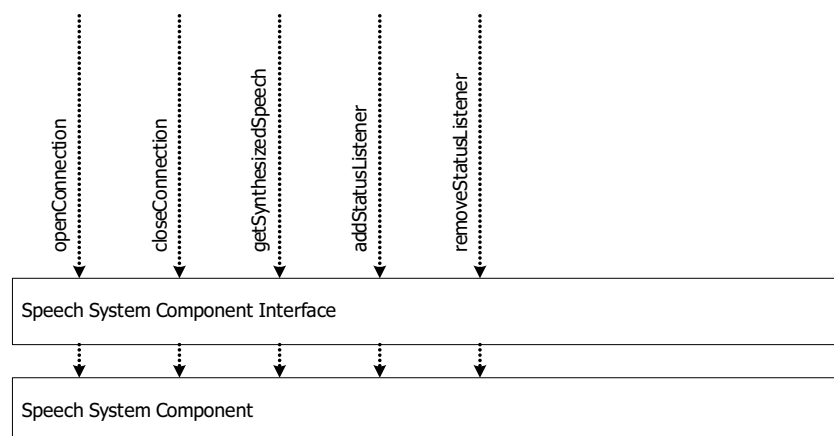 openConnection
closeConnection
getSynthesizedSpeech
addStatusListener
removeStatusListener
Speech System Component Interface
Speech System Component